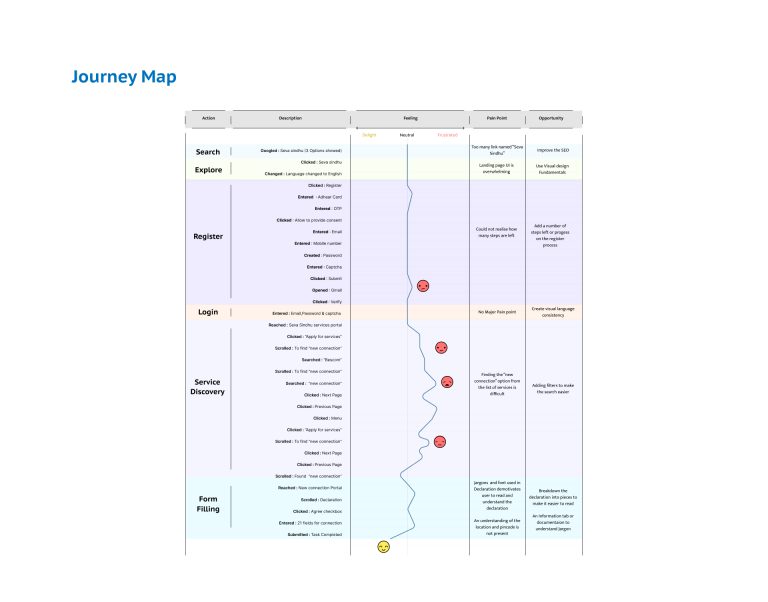 Journey Map
Action
Description
Feeling
Pain Point
Opportunity
Delight
Neutral
Frustrated
Search
Googled : Seva sindhu (3 Options showed)
Too many link named "Seva
Sindhu"
Improve the SEO
Explore
Clicked : Seva sindhu
Changed : Language changed to English
Landing page UI is
overwhelming
Use Visual design
Fundamentals
Register
Clicked : Register
Entered : Adhear Card
Entered : OTP
Clicked : Alow to provide consent
Entered : Email
Entered : Mobile number
Created : Password
Entered : Captcha
Clicked : Submit
Opened : Gmail
Clicked : Verify
Could not realise how
many steps are left
Add a number of
steps left or progess
on the register
process
Login
Entered : Email,Password & captcha
No Major Pain point
Create visual language
consistency
Service
Discovery
Reached : Seva Sindhu services portal
Clicked : "Apply for services"
Scrolled : To find "new connection"
Searched : "Bescom"
Scrolled : To find "new connection"
Searched : "new connection"
Clicked : Next Page
Clicked : Previous Page
Clicked : Menu
Clicked : "Apply for services"
Scrolled : To find "new connection"
Clicked : Next Page
Clicked : Previous Page
Scrolled : Found "new connection"
Finding the "new
connection" option from
the list of services is
difficult
Adding filters to make
the search easier
Form
Filling
Reached : New connection Portal
Scrolled : Declaration
Clicked : Agree checkbox
Entered : 21 fields for connection
Submitted : Task Completed
Jargons and font used in
Declaration demotivates
user to read and
understand the
declaration
An understanding of the
location and pincode is
not present
Breakdown the
declaration into pieces to
make it easier to read
An information tab or
documentaion to
understand jargon